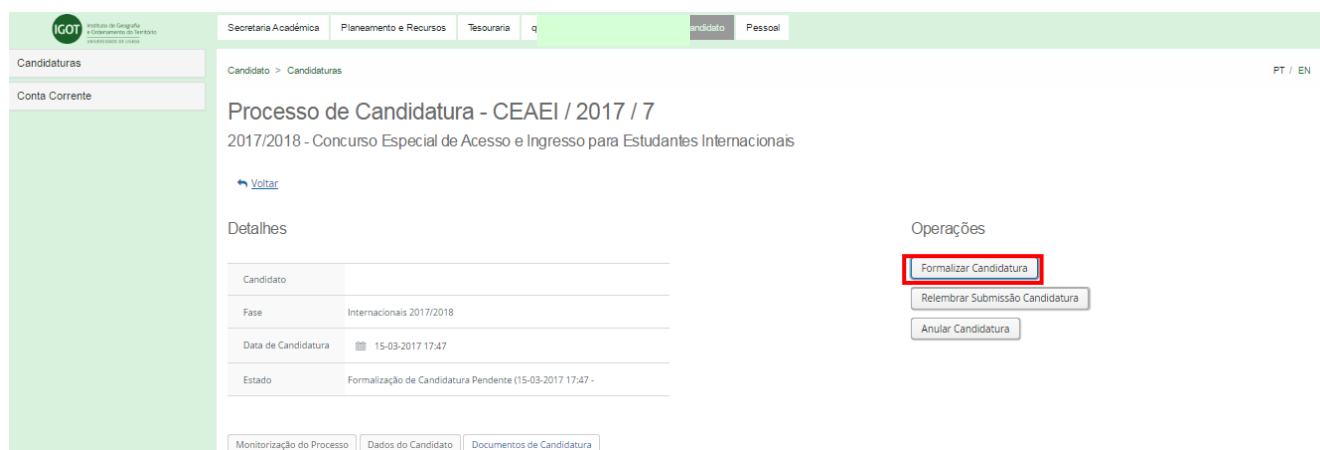 IGOT
Instituto de Geografia
e Ordenamento do Território
UNIVERSIDADE DE LISBOA
Secretaria Académica Planeamento e Recursos Tesouraria q andidato Pessoal
Candidaturas
Conta Corrente
Candidato > Candidaturas
PT / EN
Processo de Candidatura - CEAEI / 2017 / 7
2017/2018 - Concurso Especial de Acesso e Ingresso para Estudantes Internacionais
Voltar
Detalhes
Candidato
Fase Internacionais 2017/2018
Data de Candidatura 15-03-2017 17:47
Estado Formalização de Candidatura Pendente (15-03-2017 17:47 -
Operações
Formalizar Candidatura
Relembrar Submissão Candidatura
Anular Candidatura
Monitorização do Processo Dados do Candidato Documentos de Candidatura